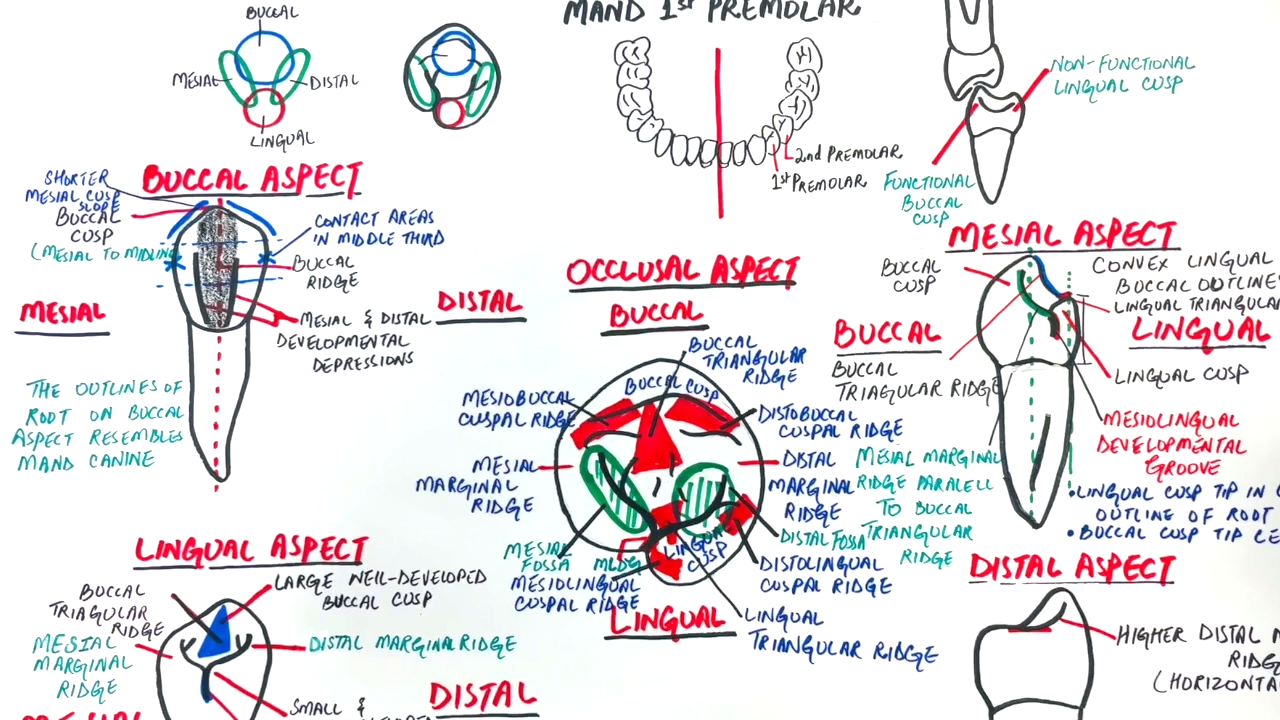 MAND 1ST PREMOLAR
BUCCAL
MESIAL
DISTAL
LINGUAL
2nd PREMOLAR
1st PREMOLAR
NON-FUNCTIONAL
LINGUAL CUSP
FUNCTIONAL
BUCCAL
CUSP
BUCCAL ASPECT
SHORTER
MESIAL CUSP
SLOPE
BUCCAL
CUSP
(MESIAL TO MIDLINE
CONTACT AREAS
IN MIDDLE THIRD
BUCCAL
RIDGE
MESIAL
DISTAL
MESIAL & DISTAL
DEVELOPMENTAL
DEPRESSIONS
THE OUTLINES OF
ROOT ON BUCCAL
ASPECT RESEMBLES
MAND CANINE
OCCLUSAL ASPECT
BUCCAL
BUCCAL
TRIANGULAR
RIDGE
BUCCAL CUSP
MESIOBUCCAL
CUSPAL RIDGE
DISTOBUCCAL
CUSPAL RIDGE
MESIAL
MARGINAL
RIDGE
DISTAL
MARGINAL
RIDGE
DISTAL FOSSA
MESIAL
FOSSA
MLDG
MESIOLINGUAL
CUSPAL RIDGE
LINGUAL
CUSP
DISTOLINGUAL
CUSPAL RIDGE
LINGUAL
LINGUAL
TRIANGULAR RIDGE
MESIAL ASPECT
BUCCAL
CUSP
CONVEX LINGUAL
BUCCAL OUTLINE
LINGUAL TRIANGULAR
BUCCAL
LINGUAL
BUCCAL
TRIAGULAR RIDGE
LINGUAL CUSP
MESIOLINGUAL
DEVELOPMENTAL
GROOVE
MESIAL MARGINAL
RIDGE PARALELL
TO BUCCAL
TRIANGULAR
RIDGE
•LINGUAL CUSP TIP IN
OUTLINE OF ROOT
•BUCCAL CUSP TIP CE
LINGUAL ASPECT
BUCCAL
TRIAGULAR
RIDGE
LARGE WELL-DEVELOPED
BUCCAL CUSP
MESIAL
MARGINAL
RIDGE
DISTAL MARGINAL RIDGE
DISTAL
SMALL &
MESIAL
DISTAL ASPECT
HIGHER DISTAL M
RIDG
(HORIZONTA